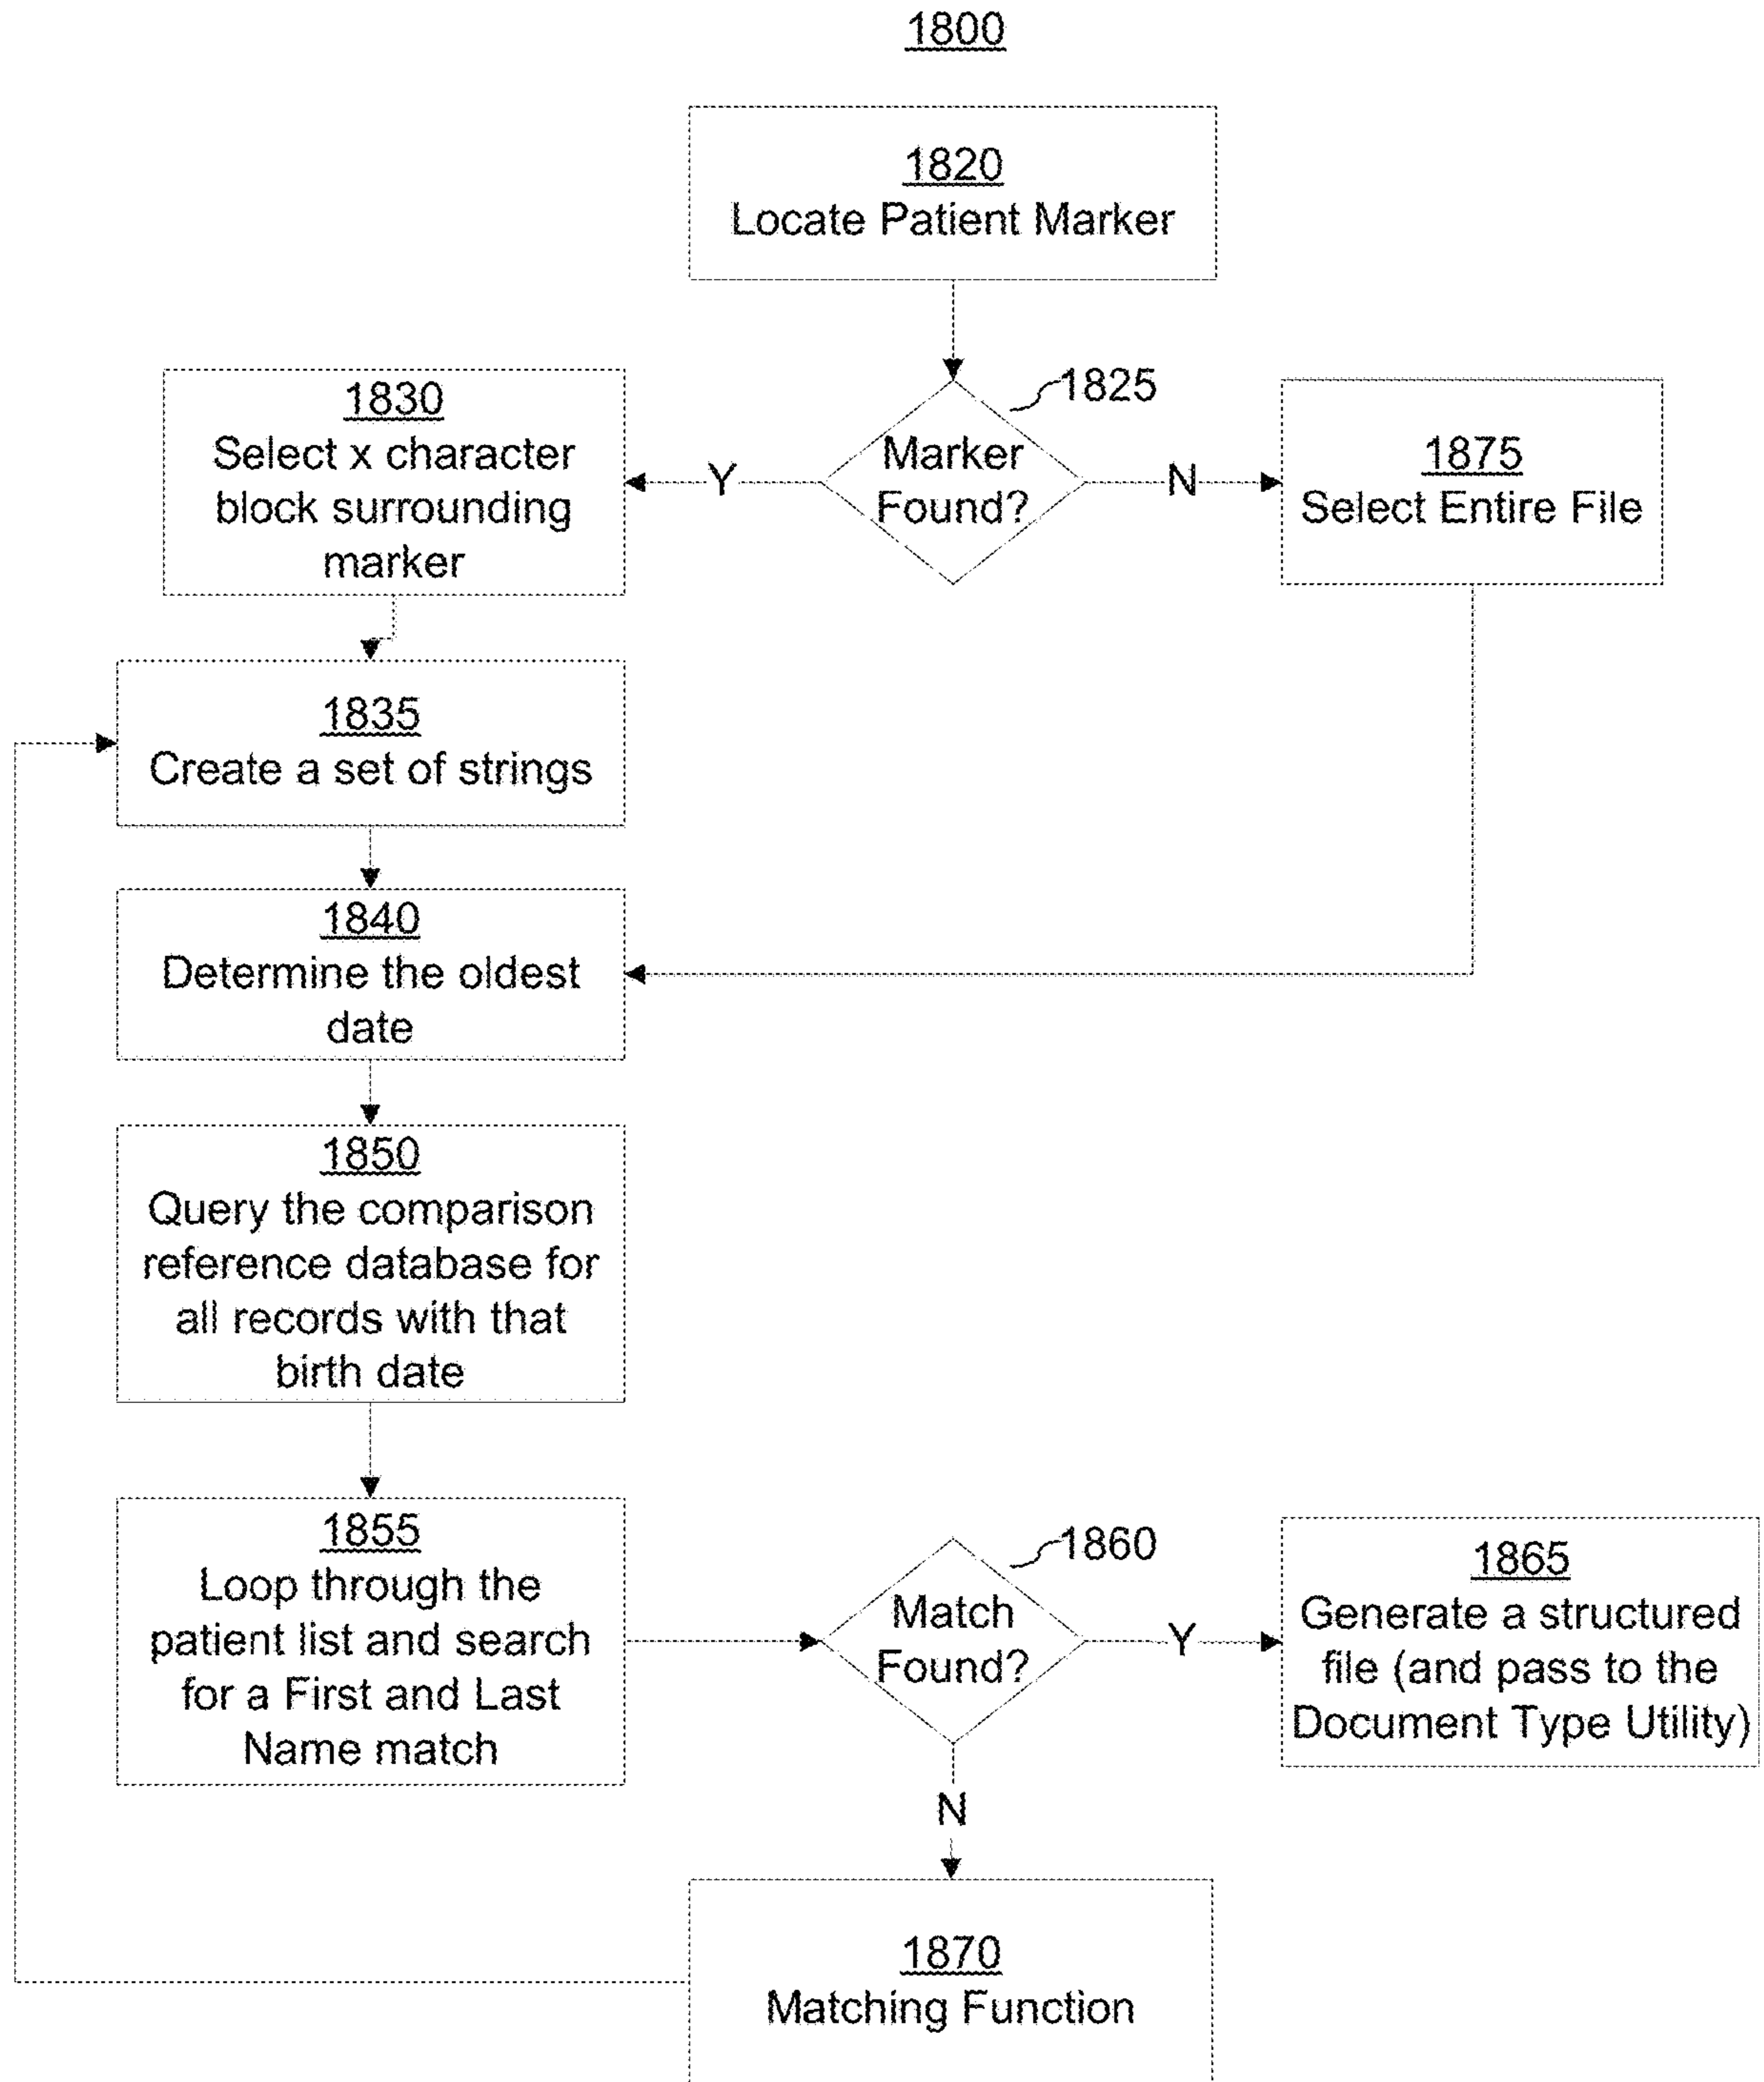 1800
1820
Locate Patient Marker
1825
Marker
Found?
Y
N
1830
Select x character
block surrounding
marker
1875
Select Entire File
1835
Create a set of strings
1840
Determine the oldest
date
1850
Query the comparison
reference database for
all records with that
birth date
1855
Loop through the
patient list and search
for a First and Last
Name match
1860
Match
Found?
Y
N
1865
Generate a structured
file (and pass to the
Document Type Utility)
1870
Matching Function